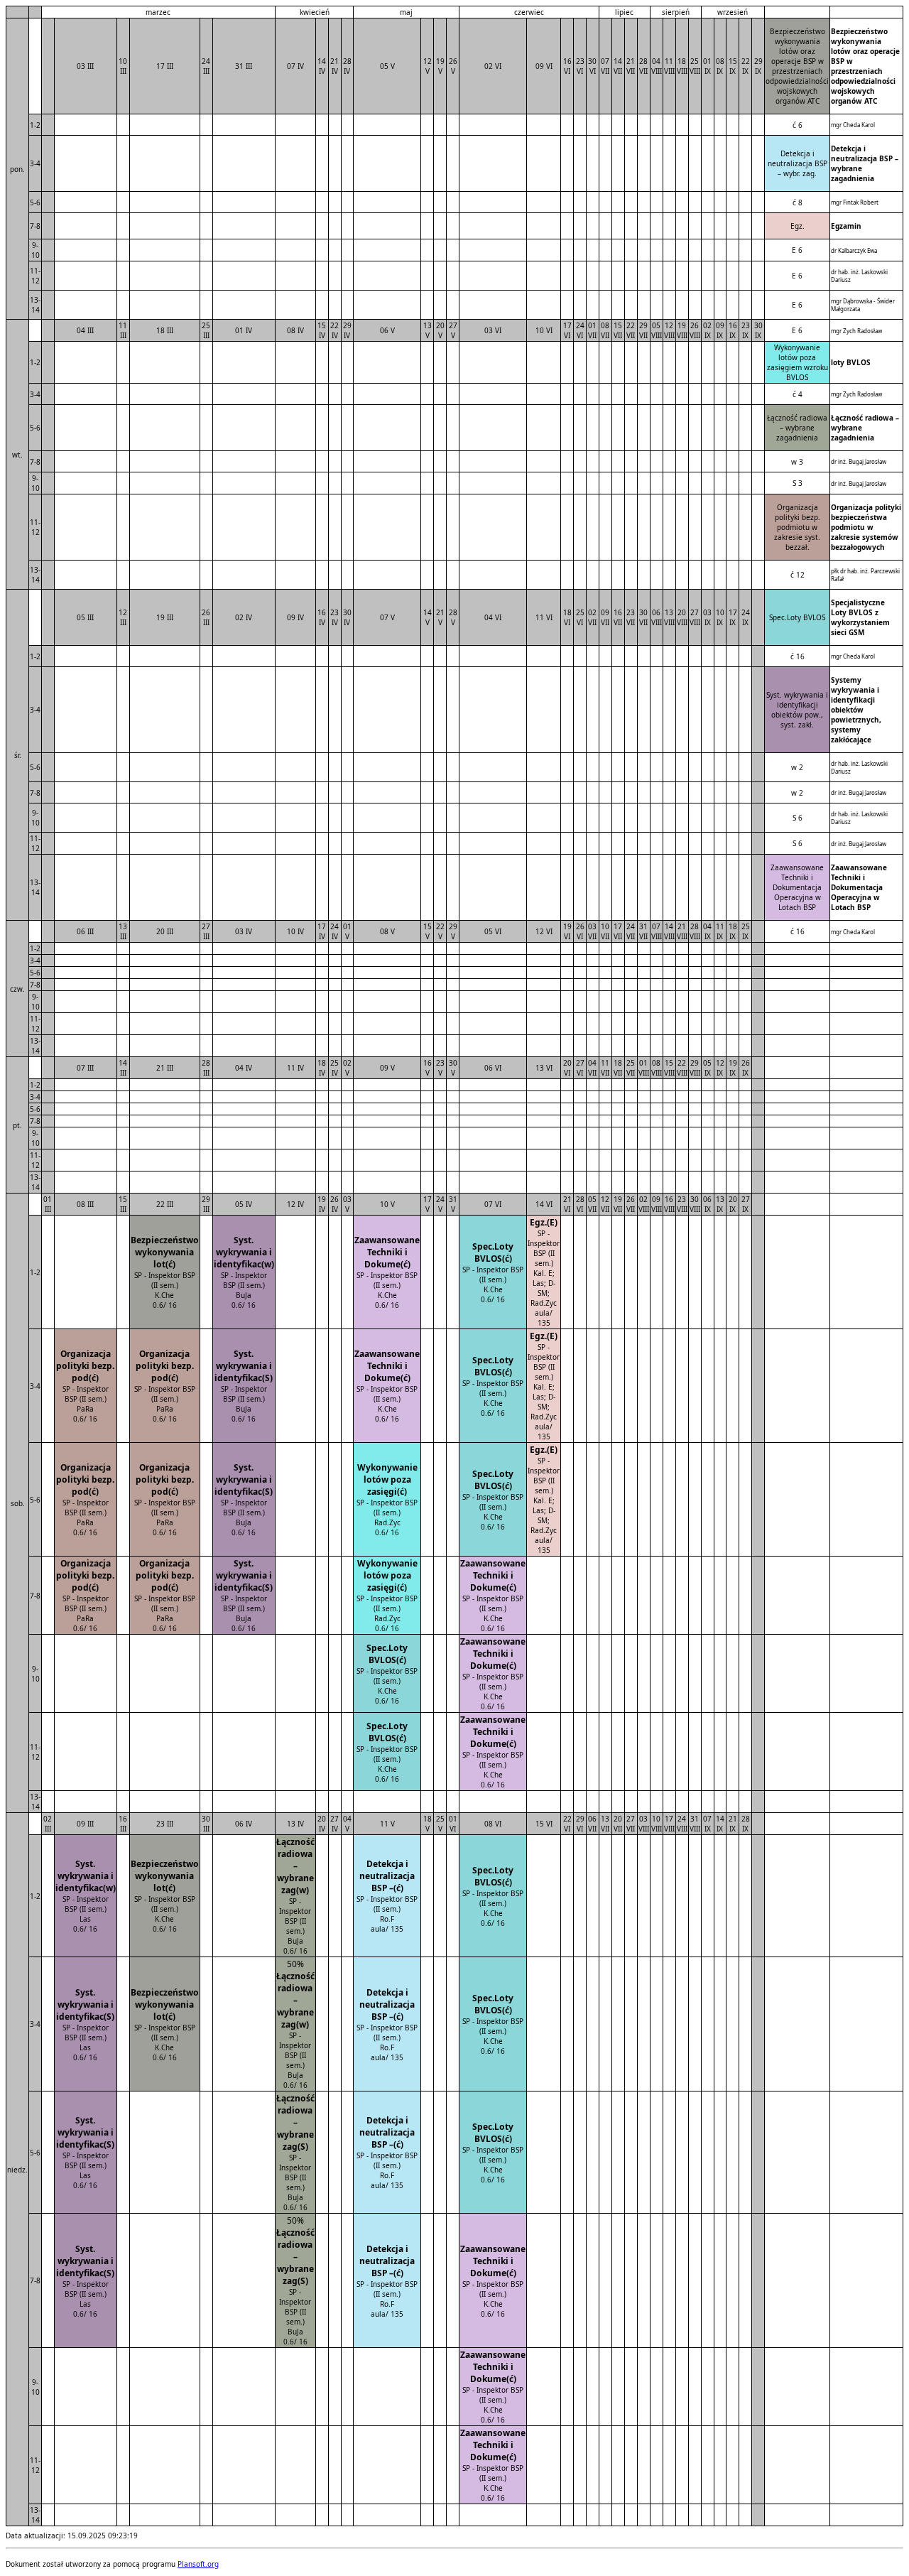 marzec kwiecień maj czerwiec lipiec sierpień wrzesień
pon.
03 III
10 III
17 III
24 III
31 III
07 IV
14 IV
21 IV
28 IV
05 V
12 V
19 V
26 V
02 VI
09 VI
16 VI
23 VI
30 VI
07 VII
14 VII
21 VII
28 VII
04 VIII
11 VIII
18 VIII
25 VIII
01 IX
08 IX
15 IX
22 IX
29 IX
Bezpieczeństwo
wykonywania
lotów oraz
operacje BSP w
przestrzeniach
odpowiedzialności
wojskowych
organów ATC
Bezpieczeństwo
wykonywania
lotów oraz operacje
BSP w
przestrzeniach
odpowiedzialności
wojskowych
organów ATC
1-2
ć 6
mgr Cheda Karol
3-4
Detekcja i
neutralizacja BSP
– wybr. zag.
Detekcja i
neutralizacja BSP –
wybrane
zagadnienia
5-6
ć 8
mgr Fintak Robert
7-8
Egz.
Egzamin
9-
10
E 6
dr Kalbarczyk Ewa
11-
12
E 6
dr hab. inż. Laskowski
Dariusz
13-
14
E 6
mgr Dąbrowska - Świder
Małgorzata
wt.
04 III
11 III
18 III
25 III
01 IV
08 IV
15 IV
22 IV
29 IV
06 V
13 V
20 V
27 V
03 VI
10 VI
17 VI
24 VI
01 VII
08 VII
15 VII
22 VII
29 VII
05 VIII
12 VIII
19 VIII
26 VIII
02 IX
09 IX
16 IX
23 IX
30 IX
E 6
mgr Zych Radosław
1-2
Wykonywanie
lotów poza
zasięgiem wzroku
BVLOS
loty BVLOS
3-4
ć 4
mgr Zych Radosław
5-6
Łączność radiowa
– wybrane
zagadnienia
Łączność radiowa –
wybrane
zagadnienia
7-8
w 3
dr inż. Bugaj Jarosław
9-
10
S 3
dr inż. Bugaj Jarosław
11-
12
Organizacja
polityki bezp.
podmiotu w
zakresie syst.
bezzał.
Organizacja polityki
bezpieczeństwa
podmiotu w
zakresie systemów
bezzałogowych
13-
14
ć 12
płk dr hab. inż. Parczewski
Rafał
śr.
05 III
12 III
19 III
26 III
02 IV
09 IV
16 IV
23 IV
30 IV
07 V
14 V
21 V
28 V
04 VI
11 VI
18 VI
25 VI
02 VII
09 VII
16 VII
23 VII
30 VII
06 VIII
13 VIII
20 VIII
27 VIII
03 IX
10 IX
17 IX
24 IX
Spec.Loty BVLOS
Specjalistyczne
Loty BVLOS z
wykorzystaniem
sieci GSM
1-2
ć 16
mgr Cheda Karol
3-4
Syst. wykrywania i
identyfikacji
obiektów pow.,
syst. zakł.
Systemy
wykrywania i
identyfikacji
obiektów
powietrznych,
systemy
zakłócające
5-6
w 2
dr hab. inż. Laskowski
Dariusz
7-8
w 2
dr inż. Bugaj Jarosław
9-
10
S 6
dr hab. inż. Laskowski
Dariusz
11-
12
S 6
dr inż. Bugaj Jarosław
13-
14
Zaawansowane
Techniki i
Dokumentacja
Operacyjna w
Lotach BSP
Zaawansowane
Techniki i
Dokumentacja
Operacyjna w
Lotach BSP
czw.
06 III
13 III
20 III
27 III
03 IV
10 IV
17 IV
24 IV
01 V
08 V
15 V
22 V
29 V
05 VI
12 VI
19 VI
26 VI
03 VII
10 VII
17 VII
24 VII
31 VII
07 VIII
14 VIII
21 VIII
28 VIII
04 IX
11 IX
18 IX
25 IX
ć 16
mgr Cheda Karol
1-2
3-4
5-6
7-8
9-
10
11-
12
13-
14
pt.
07 III
14 III
21 III
28 III
04 IV
11 IV
18 IV
25 IV
02 V
09 V
16 V
23 V
30 V
06 VI
13 VI
20 VI
27 VI
04 VII
11 VII
18 VII
25 VII
01 VIII
08 VIII
15 VIII
22 VIII
29 VIII
05 IX
12 IX
19 IX
26 IX
1-2
3-4
5-6
7-8
9-
10
11-
12
13-
14
sob.
01 III
08 III
15 III
22 III
29 III
05 IV
12 IV
19 IV
26 IV
03 V
10 V
17 V
24 V
31 V
07 VI
14 VI
21 VI
28 VI
05 VII
12 VII
19 VII
26 VII
02 VIII
09 VIII
16 VIII
23 VIII
30 VIII
06 IX
13 IX
20 IX
27 IX
1-2
Bezpieczeństwo
wykonywania
lot(ć)
SP - Inspektor BSP
(II sem.)
K.Che
0.6/ 16
Syst.
wykrywania i
identyfikac(w)
SP - Inspektor
BSP (II sem.)
BuJa
0.6/ 16
Zaawansowane
Techniki i
Dokume(ć)
SP - Inspektor BSP
(II sem.)
K.Che
0.6/ 16
Spec.Loty
BVLOS(ć)
SP - Inspektor BSP
(II sem.)
K.Che
0.6/ 16
Egz.(E)
SP -
Inspektor
BSP (II
sem.)
Kal. E;
Las; D-
SM;
Rad.Zyc
aula/
135
3-4
Organizacja
polityki bezp.
pod(ć)
SP - Inspektor
BSP (II sem.)
PaRa
0.6/ 16
Organizacja
polityki bezp.
pod(ć)
SP - Inspektor BSP
(II sem.)
PaRa
0.6/ 16
Syst.
wykrywania i
identyfikac(S)
SP - Inspektor
BSP (II sem.)
BuJa
0.6/ 16
Zaawansowane
Techniki i
Dokume(ć)
SP - Inspektor BSP
(II sem.)
K.Che
0.6/ 16
Spec.Loty
BVLOS(ć)
SP - Inspektor BSP
(II sem.)
K.Che
0.6/ 16
Egz.(E)
SP -
Inspektor
BSP (II
sem.)
Kal. E;
Las; D-
SM;
Rad.Zyc
aula/
135
5-6
Organizacja
polityki bezp.
pod(ć)
SP - Inspektor
BSP (II sem.)
PaRa
0.6/ 16
Organizacja
polityki bezp.
pod(ć)
SP - Inspektor BSP
(II sem.)
PaRa
0.6/ 16
Syst.
wykrywania i
identyfikac(S)
SP - Inspektor
BSP (II sem.)
BuJa
0.6/ 16
Wykonywanie
lotów poza
zasięgi(ć)
SP - Inspektor BSP
(II sem.)
Rad.Zyc
0.6/ 16
Spec.Loty
BVLOS(ć)
SP - Inspektor BSP
(II sem.)
K.Che
0.6/ 16
Egz.(E)
SP -
Inspektor
BSP (II
sem.)
Kal. E;
Las; D-
SM;
Rad.Zyc
aula/
135
7-8
Organizacja
polityki bezp.
pod(ć)
SP - Inspektor
BSP (II sem.)
PaRa
0.6/ 16
Organizacja
polityki bezp.
pod(ć)
SP - Inspektor BSP
(II sem.)
PaRa
0.6/ 16
Syst.
wykrywania i
identyfikac(S)
SP - Inspektor
BSP (II sem.)
BuJa
0.6/ 16
Wykonywanie
lotów poza
zasięgi(ć)
SP - Inspektor BSP
(II sem.)
Rad.Zyc
0.6/ 16
Zaawansowane
Techniki i
Dokume(ć)
SP - Inspektor BSP
(II sem.)
K.Che
0.6/ 16
9-
10
Spec.Loty
BVLOS(ć)
SP - Inspektor BSP
(II sem.)
K.Che
0.6/ 16
Zaawansowane
Techniki i
Dokume(ć)
SP - Inspektor BSP
(II sem.)
K.Che
0.6/ 16
11-
12
Spec.Loty
BVLOS(ć)
SP - Inspektor BSP
(II sem.)
K.Che
0.6/ 16
Zaawansowane
Techniki i
Dokume(ć)
SP - Inspektor BSP
(II sem.)
K.Che
0.6/ 16
13-
14
niedz.
02 III
09 III
16 III
23 III
30 III
06 IV
13 IV
20 IV
27 IV
04 V
11 V
18 V
25 V
01 VI
08 VI
15 VI
22 VI
29 VI
06 VII
13 VII
20 VII
27 VII
03 VIII
10 VIII
17 VIII
24 VIII
31 VIII
07 IX
14 IX
21 IX
28 IX
1-2
Syst.
wykrywania i
identyfikac(w)
SP - Inspektor
BSP (II sem.)
Las
0.6/ 16
Bezpieczeństwo
wykonywania
lot(ć)
SP - Inspektor BSP
(II sem.)
K.Che
0.6/ 16
Łączność
radiowa
–
wybrane
zag(w)
SP -
Inspektor
BSP (II
sem.)
BuJa
0.6/ 16
Detekcja i
neutralizacja
BSP –(ć)
SP - Inspektor BSP
(II sem.)
Ro.F
aula/ 135
Spec.Loty
BVLOS(ć)
SP - Inspektor BSP
(II sem.)
K.Che
0.6/ 16
3-4
Syst.
wykrywania i
identyfikac(S)
SP - Inspektor
BSP (II sem.)
Las
0.6/ 16
Bezpieczeństwo
wykonywania
lot(ć)
SP - Inspektor BSP
(II sem.)
K.Che
0.6/ 16
50%
Łączność
radiowa
–
wybrane
zag(w)
SP -
Inspektor
BSP (II
sem.)
BuJa
0.6/ 16
Detekcja i
neutralizacja
BSP –(ć)
SP - Inspektor BSP
(II sem.)
Ro.F
aula/ 135
Spec.Loty
BVLOS(ć)
SP - Inspektor BSP
(II sem.)
K.Che
0.6/ 16
5-6
Syst.
wykrywania i
identyfikac(S)
SP - Inspektor
BSP (II sem.)
Las
0.6/ 16
Łączność
radiowa
–
wybrane
zag(S)
SP -
Inspektor
BSP (II
sem.)
BuJa
0.6/ 16
Detekcja i
neutralizacja
BSP –(ć)
SP - Inspektor BSP
(II sem.)
Ro.F
aula/ 135
Spec.Loty
BVLOS(ć)
SP - Inspektor BSP
(II sem.)
K.Che
0.6/ 16
7-8
Syst.
wykrywania i
identyfikac(S)
SP - Inspektor
BSP (II sem.)
Las
0.6/ 16
50%
Łączność
radiowa
–
wybrane
zag(S)
SP -
Inspektor
BSP (II
sem.)
BuJa
0.6/ 16
Detekcja i
neutralizacja
BSP –(ć)
SP - Inspektor BSP
(II sem.)
Ro.F
aula/ 135
Zaawansowane
Techniki i
Dokume(ć)
SP - Inspektor BSP
(II sem.)
K.Che
0.6/ 16
9-
10
Zaawansowane
Techniki i
Dokume(ć)
SP - Inspektor BSP
(II sem.)
K.Che
0.6/ 16
11-
12
Zaawansowane
Techniki i
Dokume(ć)
SP - Inspektor BSP
(II sem.)
K.Che
0.6/ 16
13-
14
Data aktualizacji: 15.09.2025 09:23:19
Dokument został utworzony za pomocą programu Plansoft.org